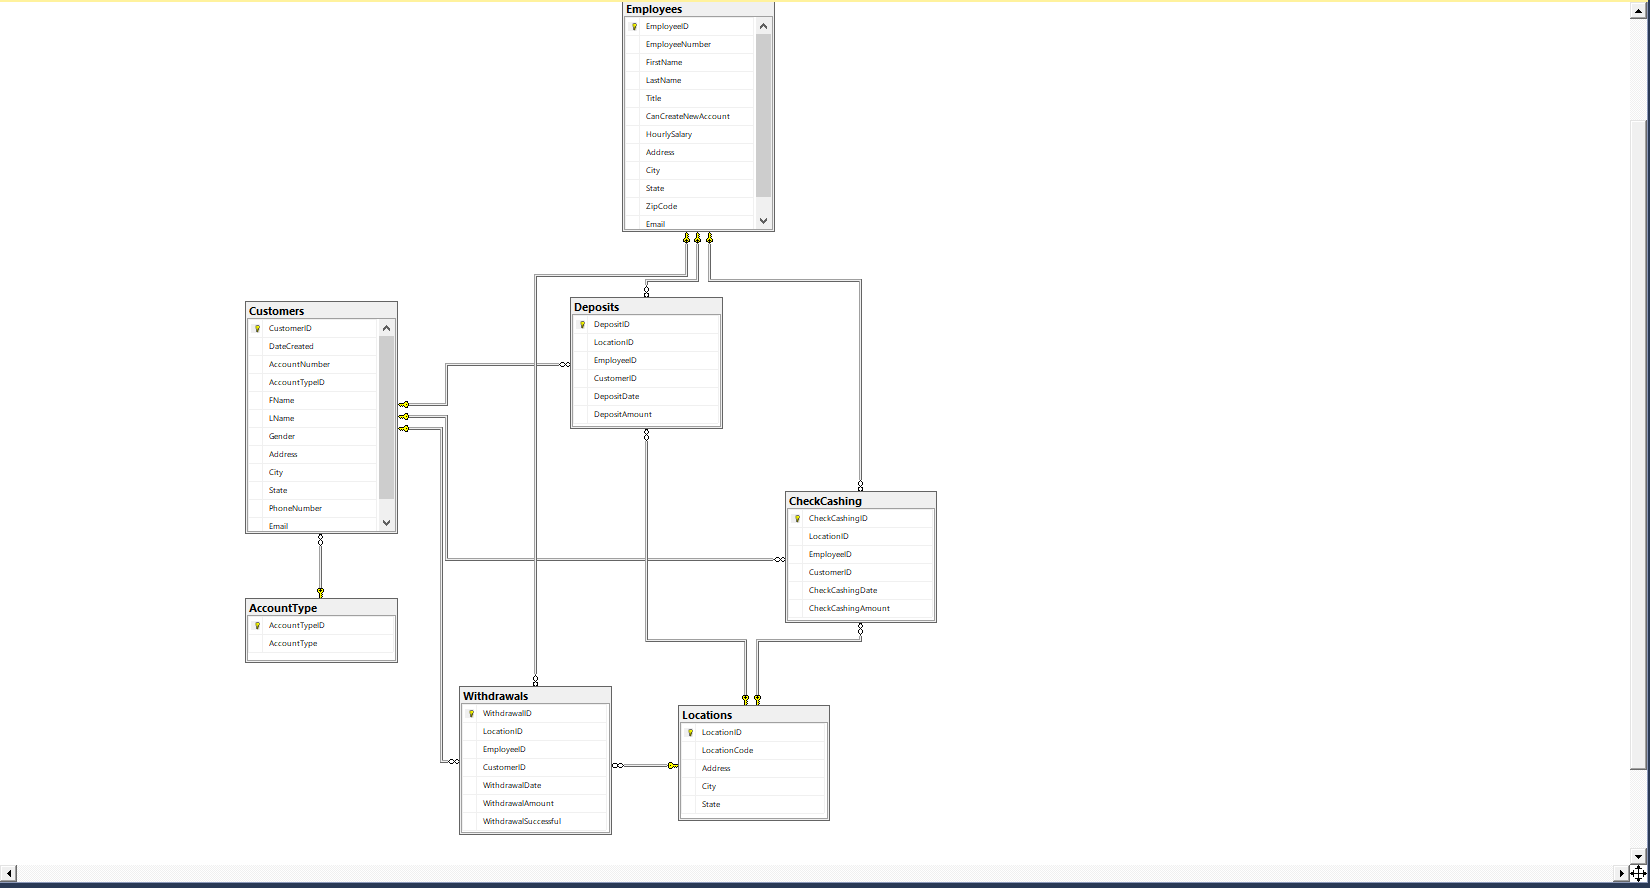 Employees
EmployeeID
EmployeeNumber
FirstName
LastName
Title
CanCreateNewAccount
HourlySalary
Address
City
State
ZipCode
Email
Customers
CustomerID
DateCreated
AccountNumber
AccountTypeID
FName
LName
Gender
Address
City
State
PhoneNumber
Email
Deposits
DepositID
LocationID
EmployeeID
CustomerID
DepositDate
DepositAmount
CheckCashing
CheckCashingID
LocationID
EmployeeID
CustomerID
CheckCashingDate
CheckCashingAmount
AccountType
AccountTypeID
AccountType
Withdrawals
WithdrawalID
LocationID
EmployeeID
CustomerID
WithdrawalDate
WithdrawalAmount
WithdrawalSuccessful
Locations
LocationID
LocationCode
Address
City
State